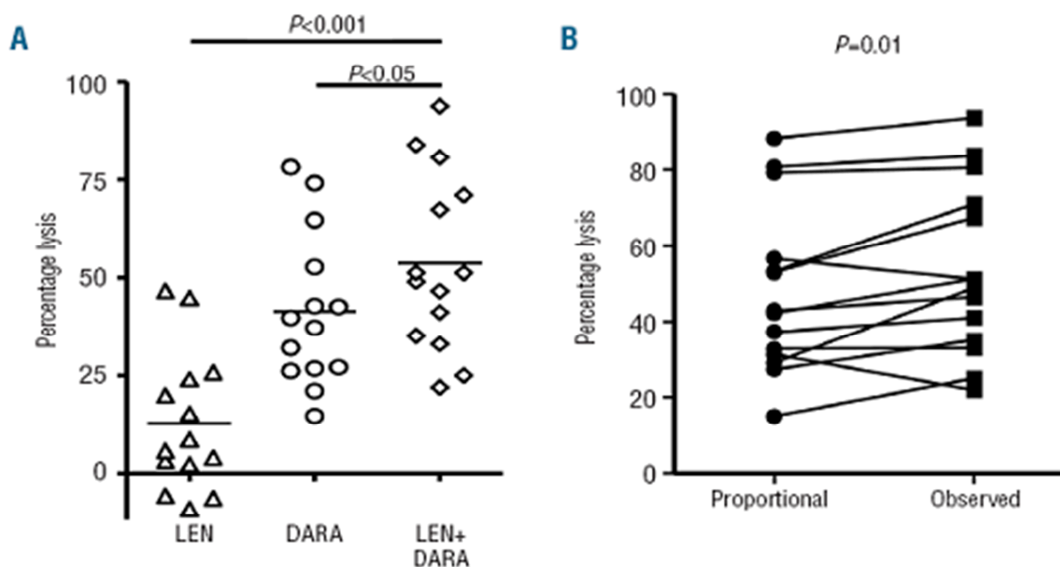 A
P<0.001
P<0.05
100
75
50
25
0
Percentage lysis
LEN
DARA
LEN+
DARA
B
P=0.01
100
80
60
40
20
0
Percentage lysis
Proportional
Observed